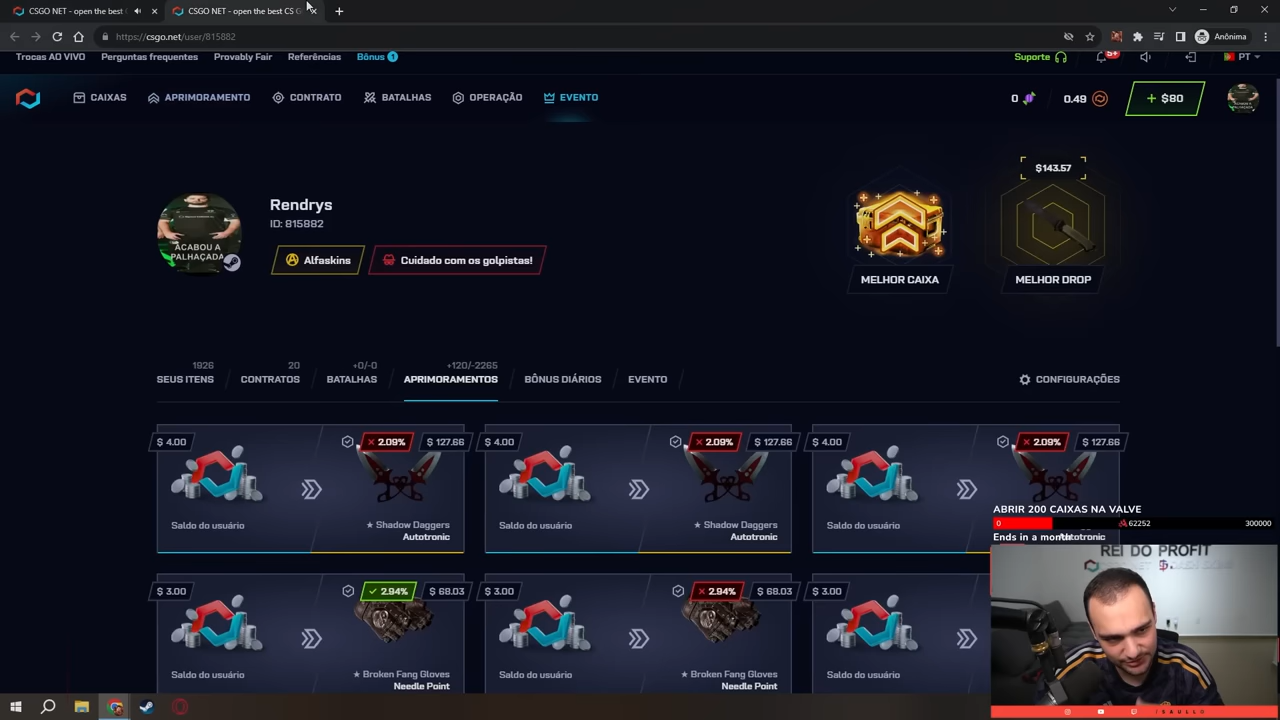 CSGO NET - open the best
CSGO NET - open the best CS G
https://csgo.net/user/815882
Anônima
Trocas AO VIVO
Perguntas frequentes
Provably Fair
Referências
Bônus 1
Suporte
5+
PT
CAIXAS
APRIMORAMENTO
CONTRATO
BATALHAS
OPERAÇÃO
EVENTO
0
0.49
+ $80
Rendrys
ID: 815882
ACABOU A
PALHAÇADA
Alfaskins
Cuidado com os golpistas!
MELHOR CAIXA
$143.57
MELHOR DROP
1926
SEUS ITENS
20
CONTRATOS
+0/-0
BATALHAS
+120/-2265
APRIMORAMENTOS
BÔNUS DIÁRIOS
EVENTO
CONFIGURAÇÕES
$ 4.00
2.09%
$ 127.66
Saldo do usuário
★ Shadow Daggers
Autotronic
$ 4.00
2.09%
$ 127.66
Saldo do usuário
★ Shadow Daggers
Autotronic
$ 4.00
2.09%
$ 127.66
Saldo do usuário
Autotronic
$ 3.00
2.94%
$ 68.03
Saldo do usuário
★ Broken Fang Gloves
Needle Point
$ 3.00
2.94%
$ 68.03
Saldo do usuário
★ Broken Fang Gloves
Needle Point
$ 3.00
Saldo do usuário
ABRIR 200 CAIXAS NA VALVE
0
62252
300000
Ends in a month
REI DO PROFIT